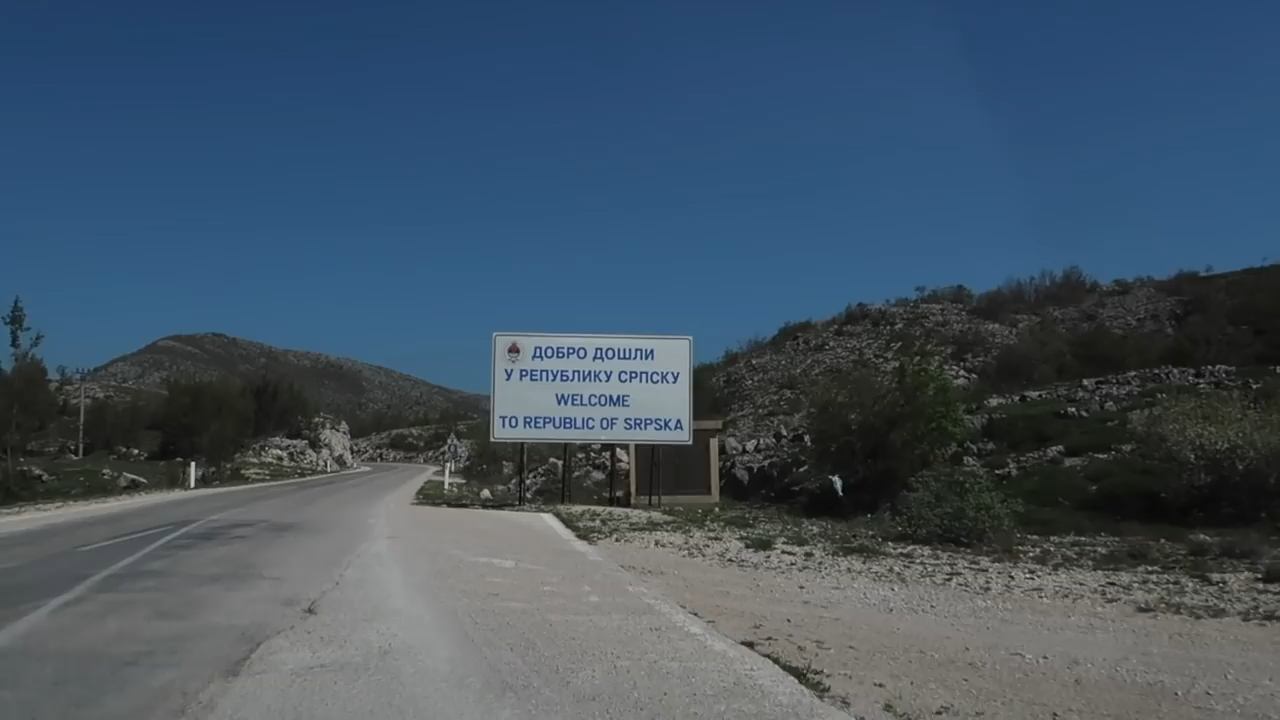 ДОБРО ДОШЛИ
У РЕПУБЛИКУ СРПСКУ
WELCOME
TO REPUBLIC OF SRPSKA